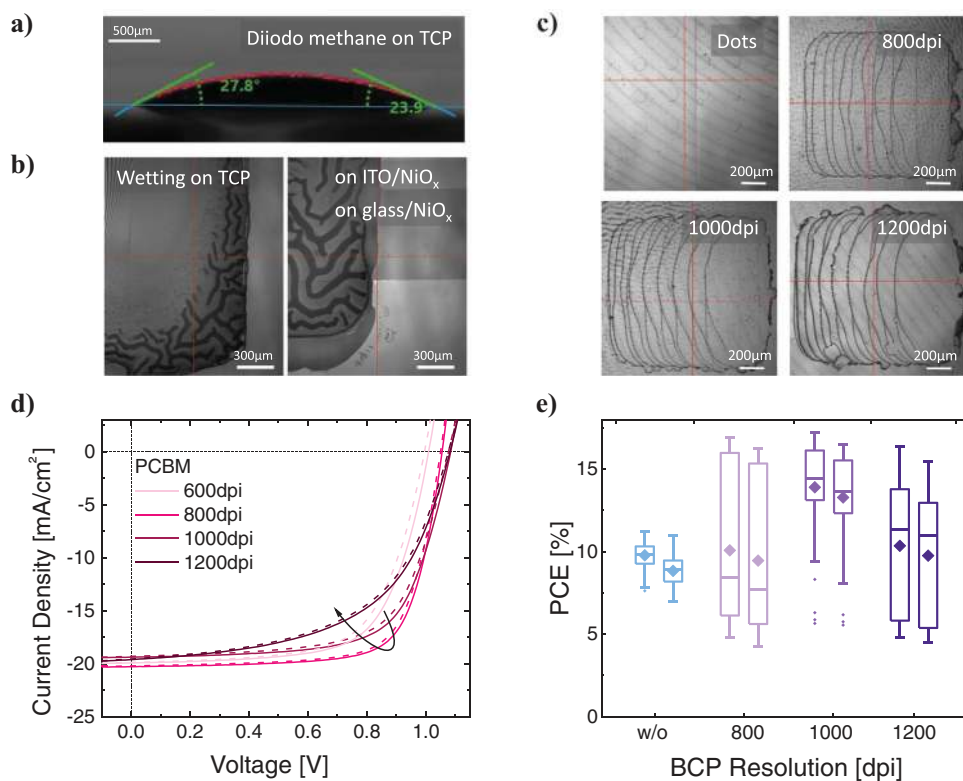 a)
500µm
Diiodo methane on TCP
27.8°
23.9
b)
Wetting on TCP
300µm
on ITO/NiOₓ
on glass/NiOₓ
300µm
c)
Dots
200µm
800dpi
200µm
1000dpi
200µm
1200dpi
200µm
d)
0
-5
-10
-15
-20
-25
Current Density [mA/cm²]
PCBM
600dpi
800dpi
1000dpi
1200dpi
0.0 0.2 0.4 0.6 0.8 1.0
Voltage [V]
e)
15
10
5
0
PCE [%]
w/o 800 1000 1200
BCP Resolution [dpi]